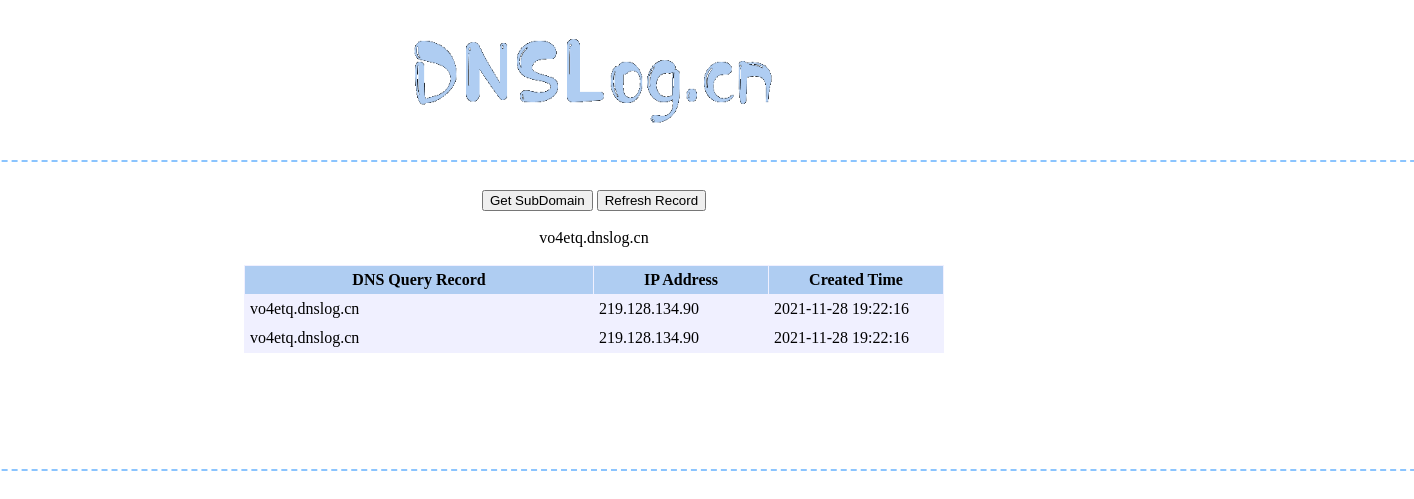 DNSLog.cn
Get SubDomain Refresh Record
vo4etq.dnslog.cn
DNS Query Record IP Address Created Time
vo4etq.dnslog.cn 219.128.134.90 2021-11-28 19:22:16
vo4etq.dnslog.cn 219.128.134.90 2021-11-28 19:22:16